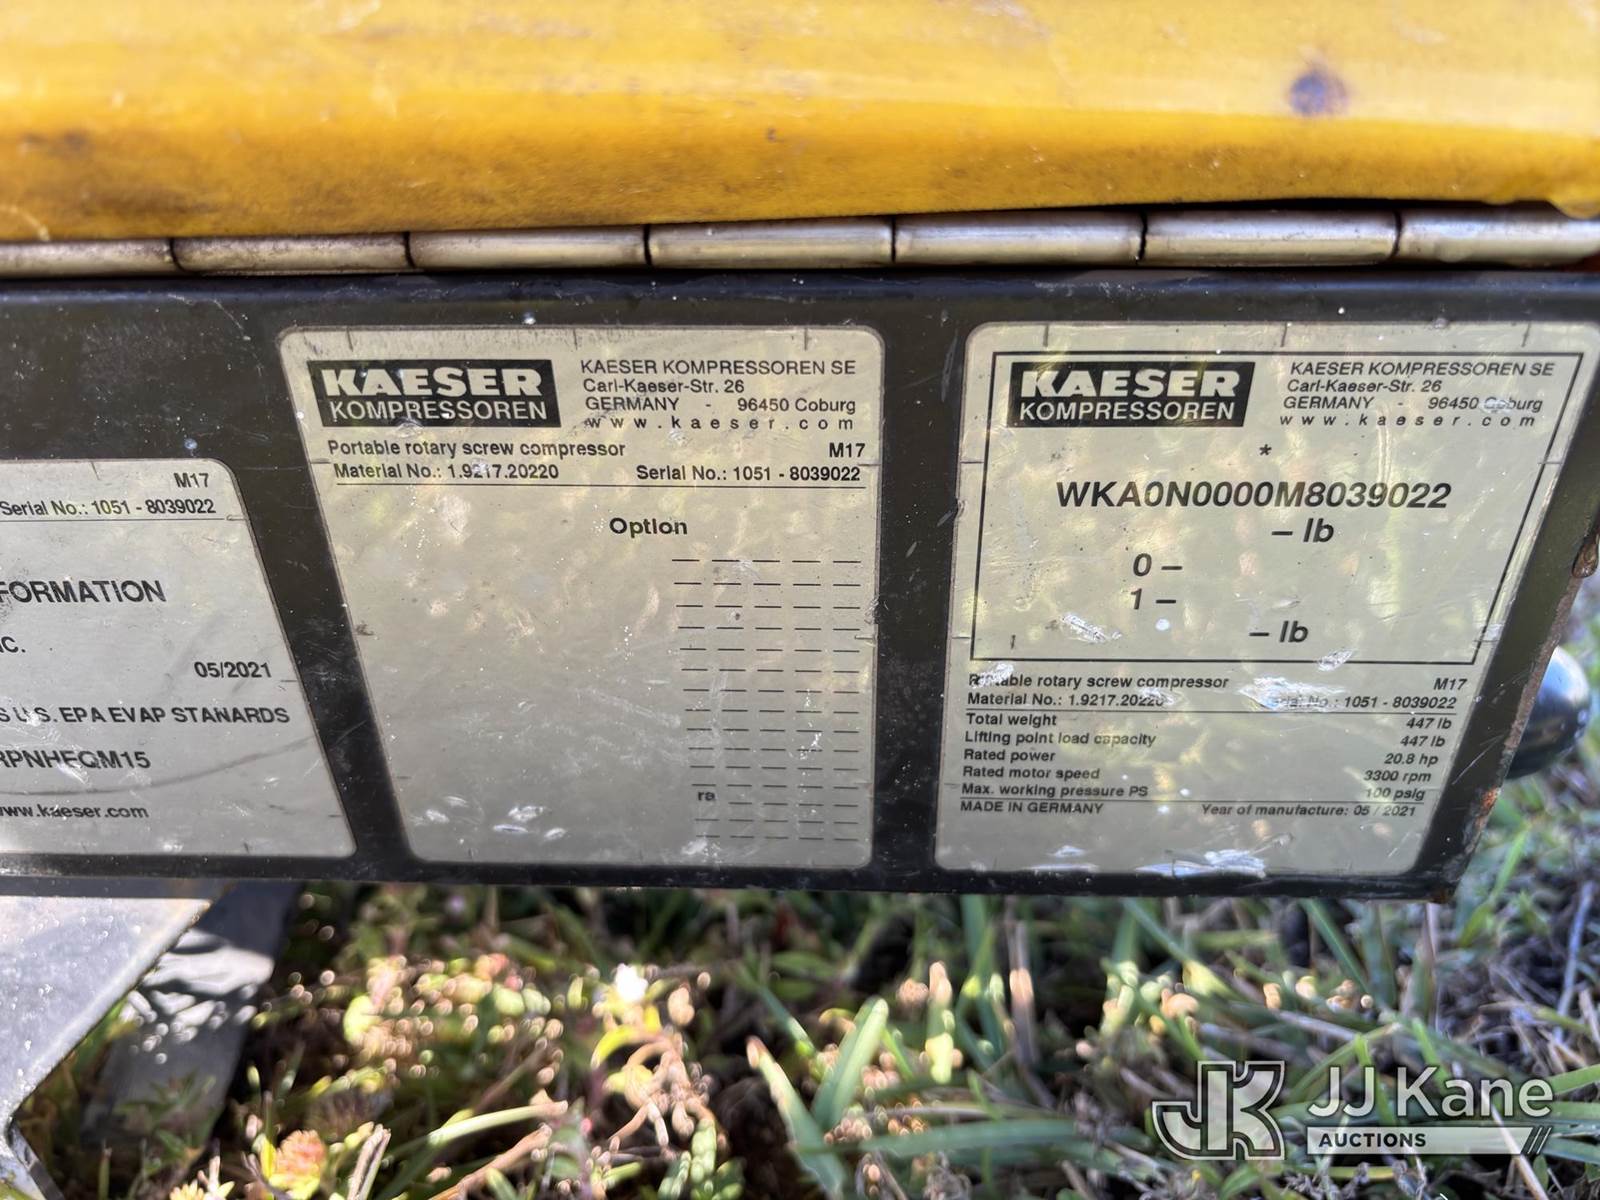 M17
Serial No.: 1051 - 8039022
FORMATION
C.
05/2021
S U.S. EPA EVAP STANARDS
RPNHFQM15
www.kaeser.com
KAESER
KOMPRESSOREN
KAESER KOMPRESSOREN SE
Carl-Kaeser-Str. 26
GERMANY - 96450 Coburg
www.kaeser.com
Portable rotary screw compressor M17
Material No.: 1.9217.20220 Serial No.: 1051 - 8039022
Option
ra
KAESER
KOMPRESSOREN
KAESER KOMPRESSOREN SE
Carl-Kaeser-Str. 26
GERMANY - 96450 Coburg
www.kaeser.com
*
WKA0N0000M8039022
– lb
0 –
1 –
– lb
Portable rotary screw compressor M17
Material No.: 1.9217.20220 Serial No.: 1051 - 8039022
Total weight 447 lb
Lifting point load capacity 447 lb
Rated power 20.8 hp
Rated motor speed 3300 rpm
Max. working pressure PS 100 psig
MADE IN GERMANY Year of manufacture: 05 / 2021
JK JJ Kane
AUCTIONS